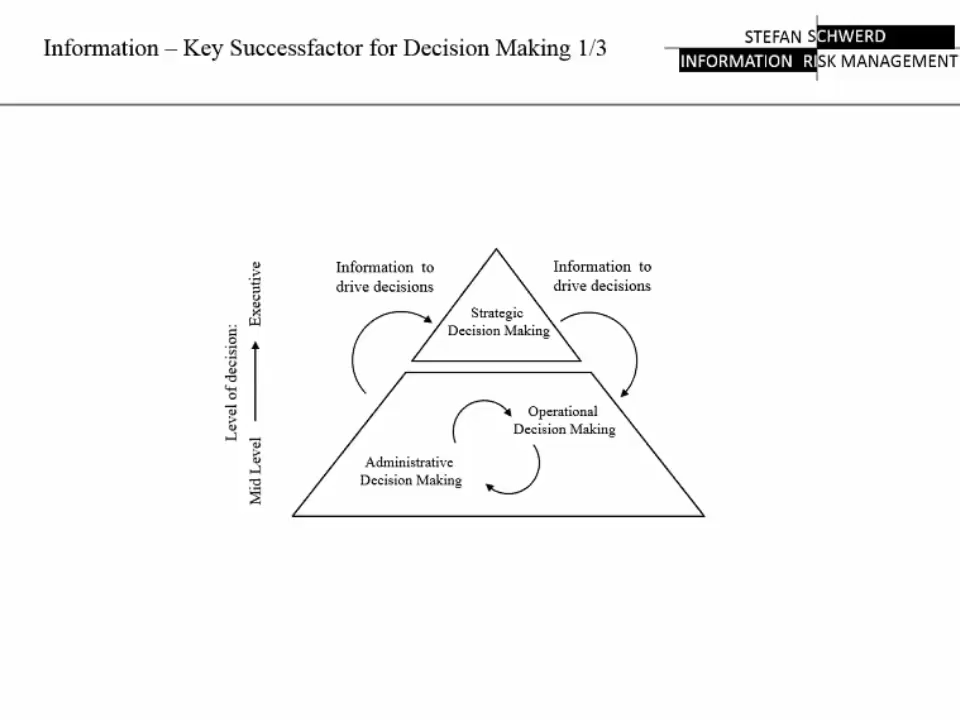 Information – Key Successfactor for Decision Making 1/3
STEFAN SCHWERD
INFORMATION RISK MANAGEMENT
Level of decision:
Mid Level
Executive
Information to
drive decisions
Information to
drive decisions
Strategic
Decision Making
Operational
Decision Making
Administrative
Decision Making